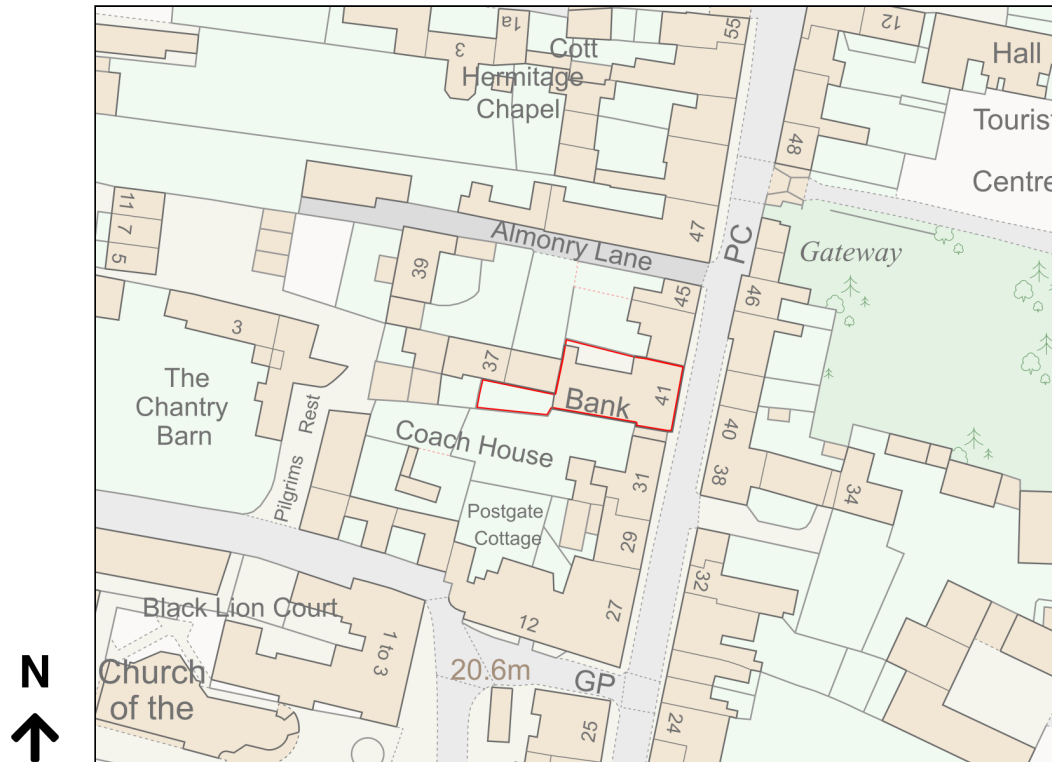 1a
55
12
3
Cott
Hall
Hermitage
Chapel
Touris
48
Centre
11
7
5
47
PC
Almonry Lane
Gateway
39
45
46
3
37
The
Chantry
Barn
41
Bank
Rest
Pilgrims
Coach House
40
38
31
34
Postgate
Cottage
29
32
27
12
Black Lion Court
1 to 3
Church
of the
20.6m
GP
25
24
N